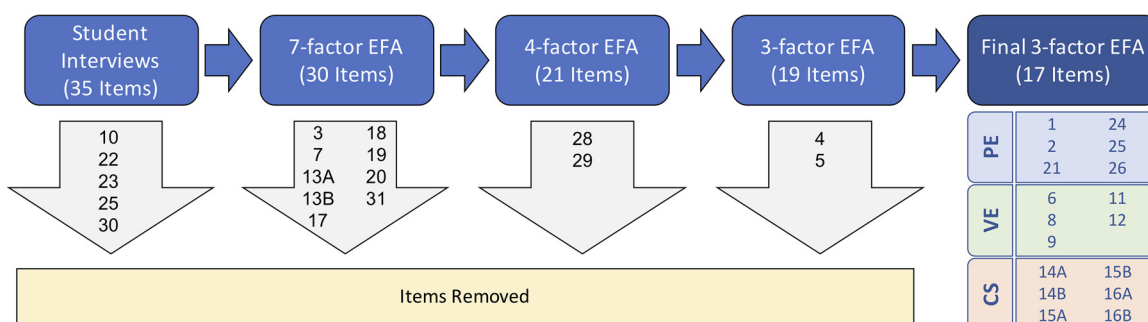 Student
Interviews
(35 Items)
7-factor EFA
(30 Items)
4-factor EFA
(21 Items)
3-factor EFA
(19 Items)
Final 3-factor EFA
(17 Items)
10
22
23
25
30
3 18
7 19
13A 20
13B 31
17
28
29
4
5
PE
1 24
2 25
21 26
VE
6 11
8 12
9
CS
14A 15B
14B 16A
15A 16B
Items Removed